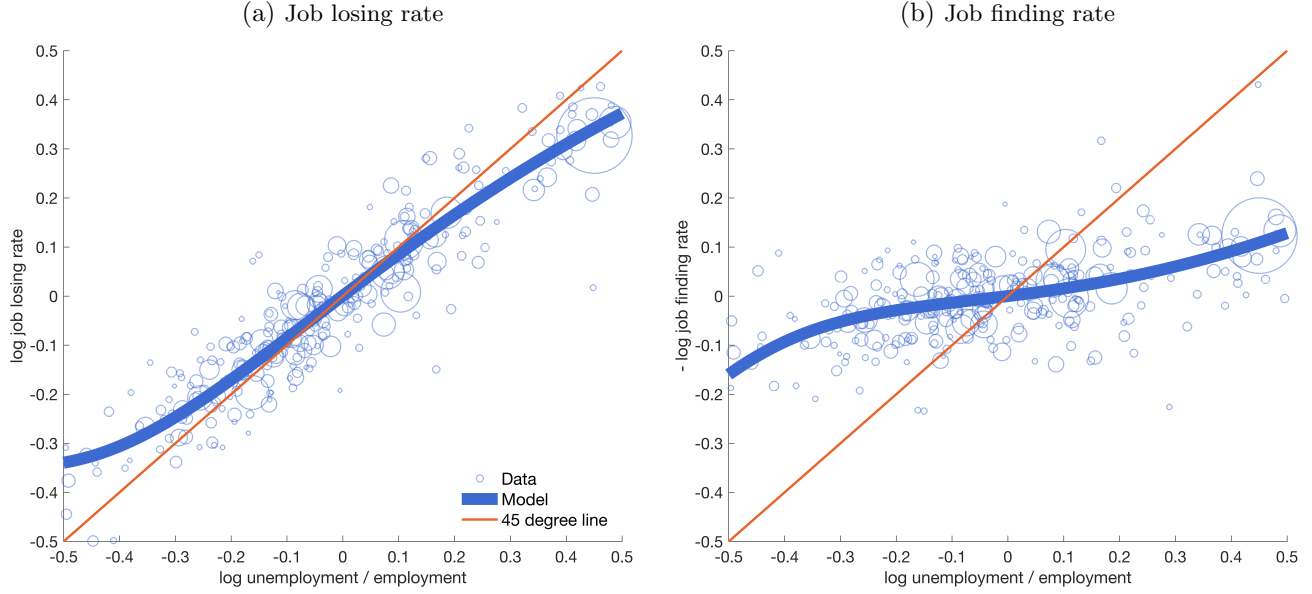 (a) Job losing rate
0.5
0.4
0.3
0.2
0.1
0
-0.1
-0.2
-0.3
-0.4
-0.5
log job losing rate
Data
Model
45 degree line
-0.5 -0.4 -0.3 -0.2 -0.1 0 0.1 0.2 0.3 0.4 0.5
log unemployment / employment
(b) Job finding rate
0.5
0.4
0.3
0.2
0.1
0
-0.1
-0.2
-0.3
-0.4
-0.5
- log job finding rate
-0.5 -0.4 -0.3 -0.2 -0.1 0 0.1 0.2 0.3 0.4 0.5
log unemployment / employment